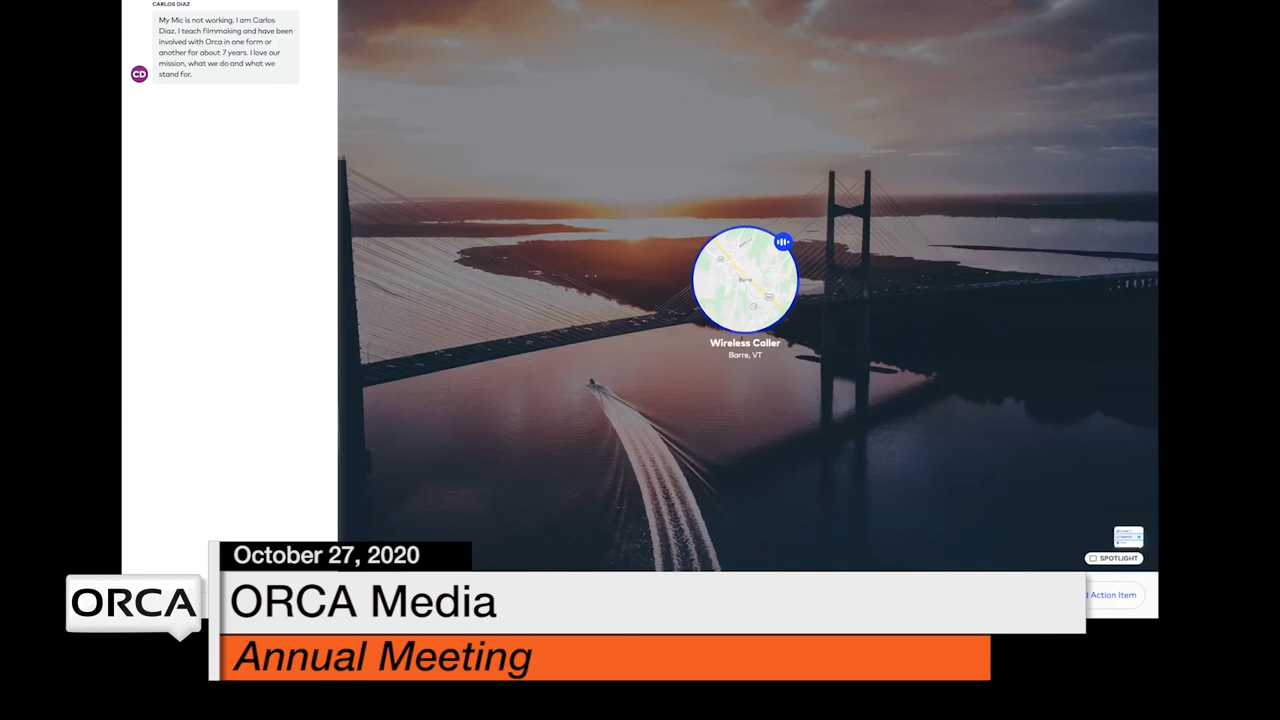 CARLOS DIAZ
My Mic is not working. I am Carlos
Diaz. I teach filmmaking and have been
involved with Orca in one form or
another for about 7 years. I love our
mission, what we do and what we
stand for.
CD
Barre
Wireless Caller
Barre, VT
SPOTLIGHT
Action Item
October 27, 2020
ORCA
ORCA Media
Annual Meeting